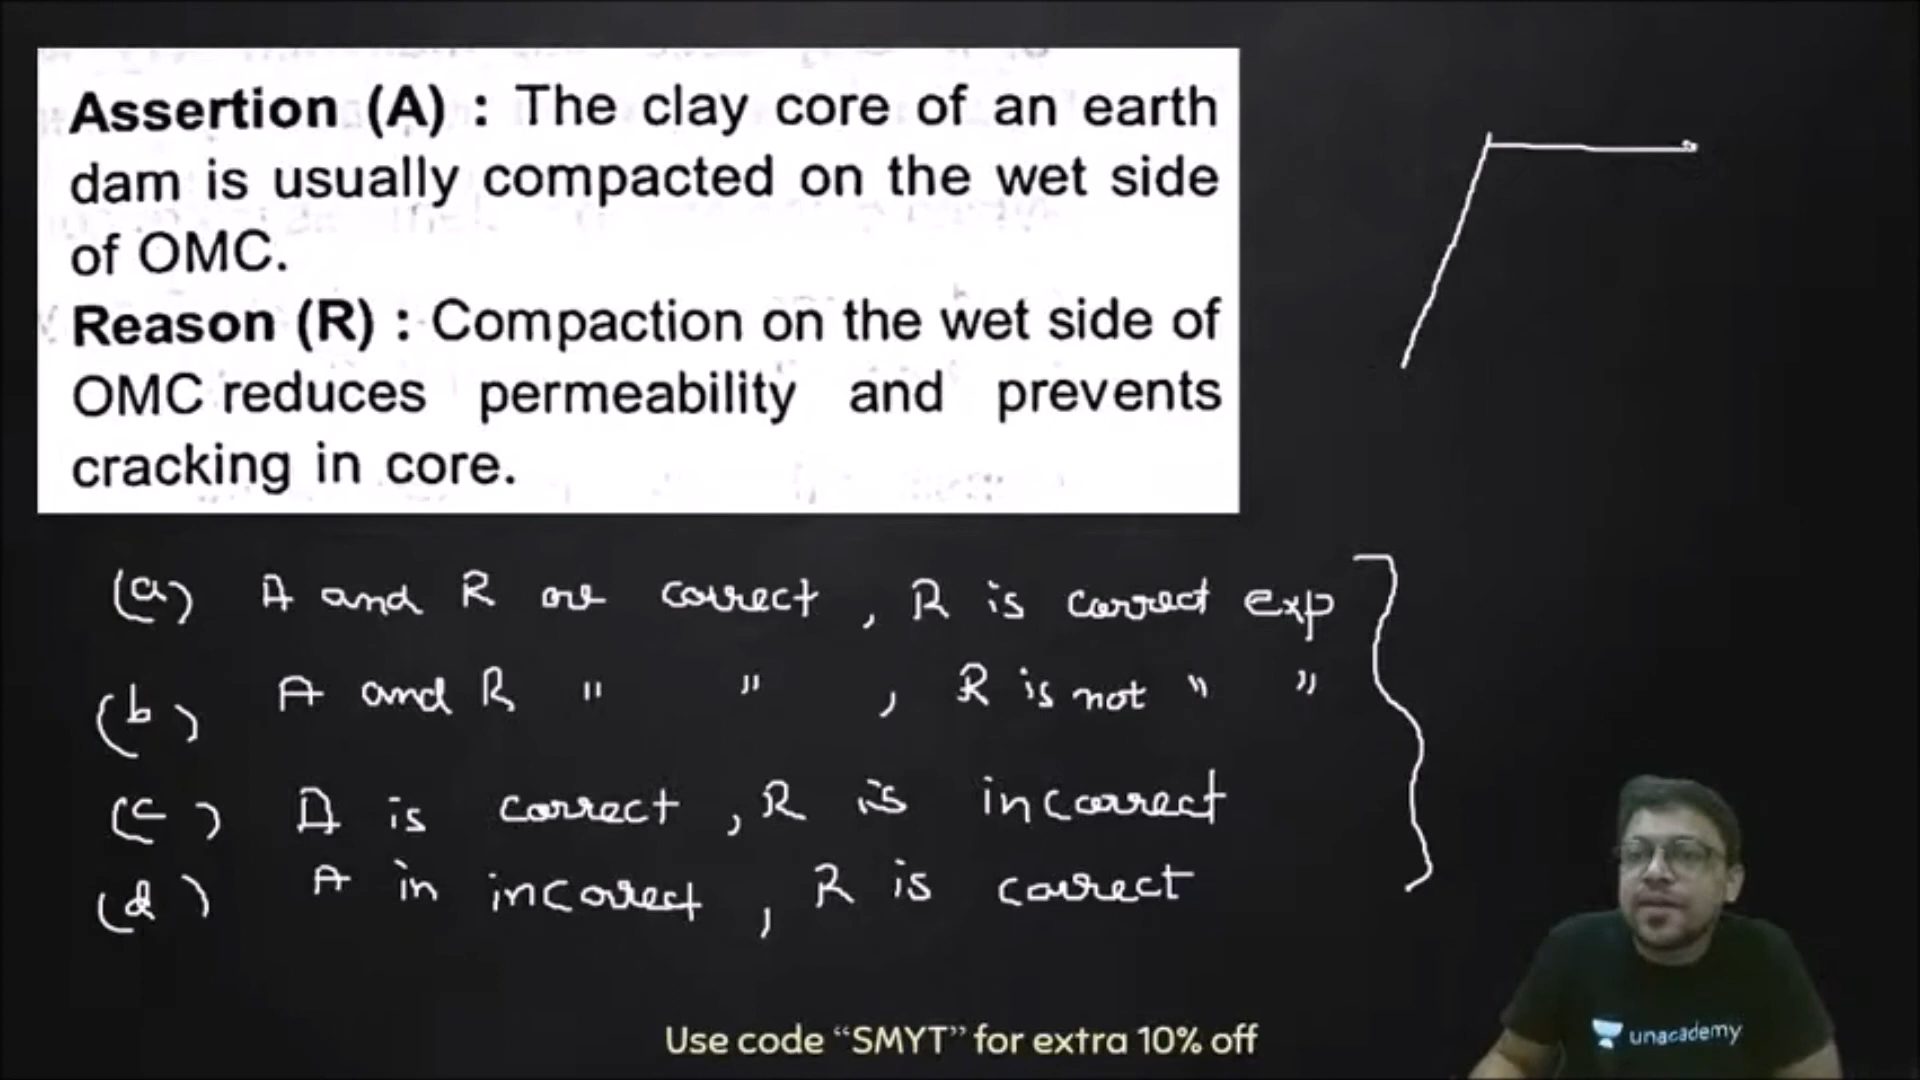 Assertion (A) : The clay core of an earth
dam is usually compacted on the wet side
of OMC.
Reason (R) : Compaction on the wet side of
OMC reduces permeability and prevents
cracking in core.
(a) A and R are correct , R is correct exp
(b) A and R " " , R is not " "
(c) A is correct , R is incorrect
(d) A in incorrect , R is correct
unacademy
Use code “SMYT” for extra 10% off